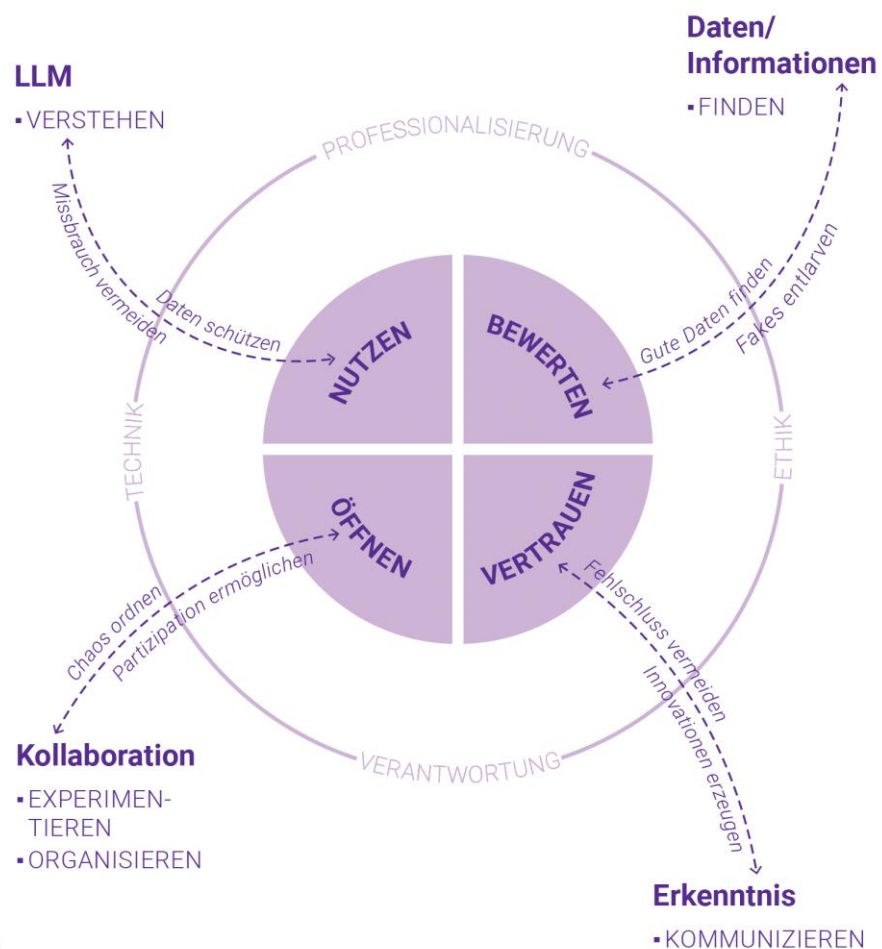 LLM
▪ VERSTEHEN
Daten/
Informationen
▪ FINDEN
PROFESSIONALISIERUNG
Missbrauch vermeiden
Daten schützen
Gute Daten finden
Fakes entlarven
NUTZEN
BEWERTEN
TECHNIK
ETHIK
ÖFFNEN
VERTRAUEN
Chaos ordnen
Partizipation ermöglichen
Fehlschluss vermeiden
Innovationen erzeugen
VERANTWORTUNG
Kollaboration
▪ EXPERIMEN-
TIEREN
▪ ORGANISIEREN
Erkenntnis
▪ KOMMUNIZIEREN